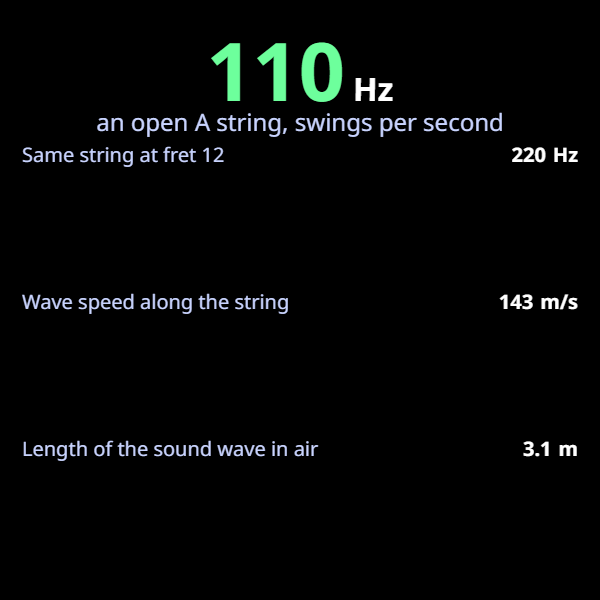 110 Hz
an open A string, swings per second
Same string at fret 12 220 Hz
Wave speed along the string 143 m/s
Length of the sound wave in air 3.1 m